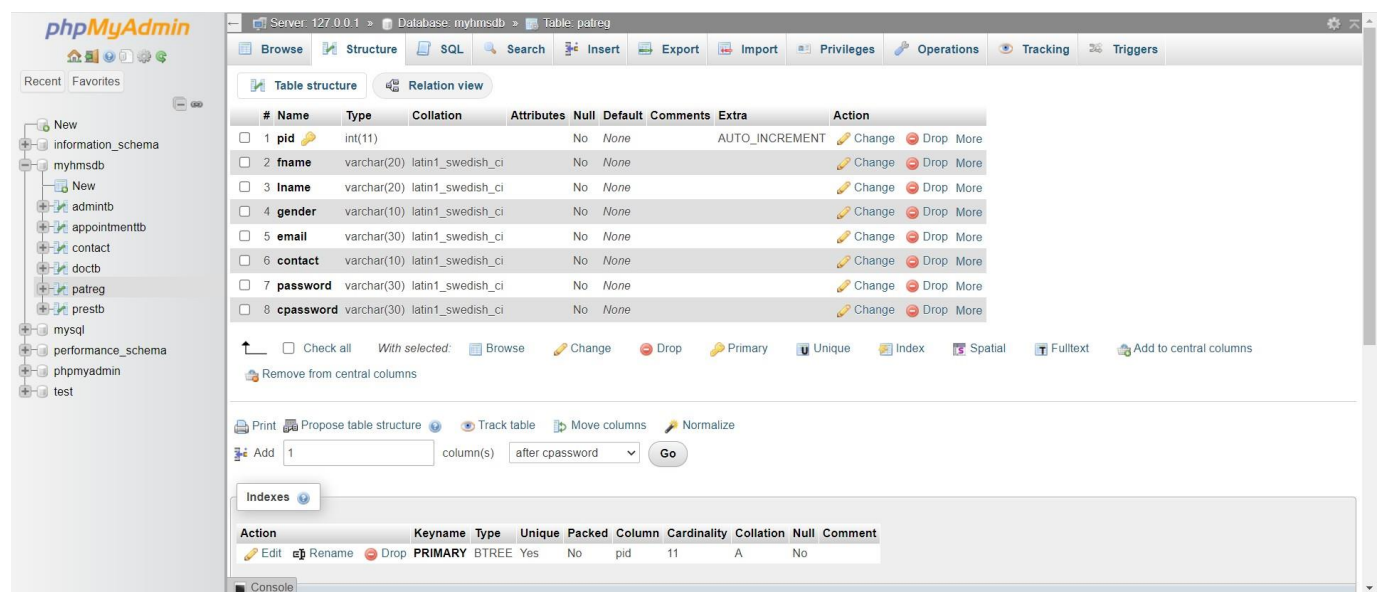 phpMyAdmin
Recent Favorites
New
information_schema
myhmsdb
New
admintb
appointmenttb
contact
doctb
patreg
prestb
mysql
performance_schema
phpmyadmin
test
Server: 127.0.0.1 » Database: myhmsdb » Table: patreg
Browse Structure SQL Search Insert Export Import Privileges Operations Tracking Triggers
Table structure Relation view
# Name Type Collation Attributes Null Default Comments Extra Action
1 pid int(11) No None AUTO_INCREMENT Change Drop More
2 fname varchar(20) latin1_swedish_ci No None Change Drop More
3 lname varchar(20) latin1_swedish_ci No None Change Drop More
4 gender varchar(10) latin1_swedish_ci No None Change Drop More
5 email varchar(30) latin1_swedish_ci No None Change Drop More
6 contact varchar(10) latin1_swedish_ci No None Change Drop More
7 password varchar(30) latin1_swedish_ci No None Change Drop More
8 cpassword varchar(30) latin1_swedish_ci No None Change Drop More
Check all With selected: Browse Change Drop Primary Unique Index Spatial Fulltext Add to central columns
Remove from central columns
Print Propose table structure Track table Move columns Normalize
Add 1 column(s) after cpassword Go
Indexes
Action Keyname Type Unique Packed Column Cardinality Collation Null Comment
Edit Rename Drop PRIMARY BTREE Yes No pid 11 A No
Console